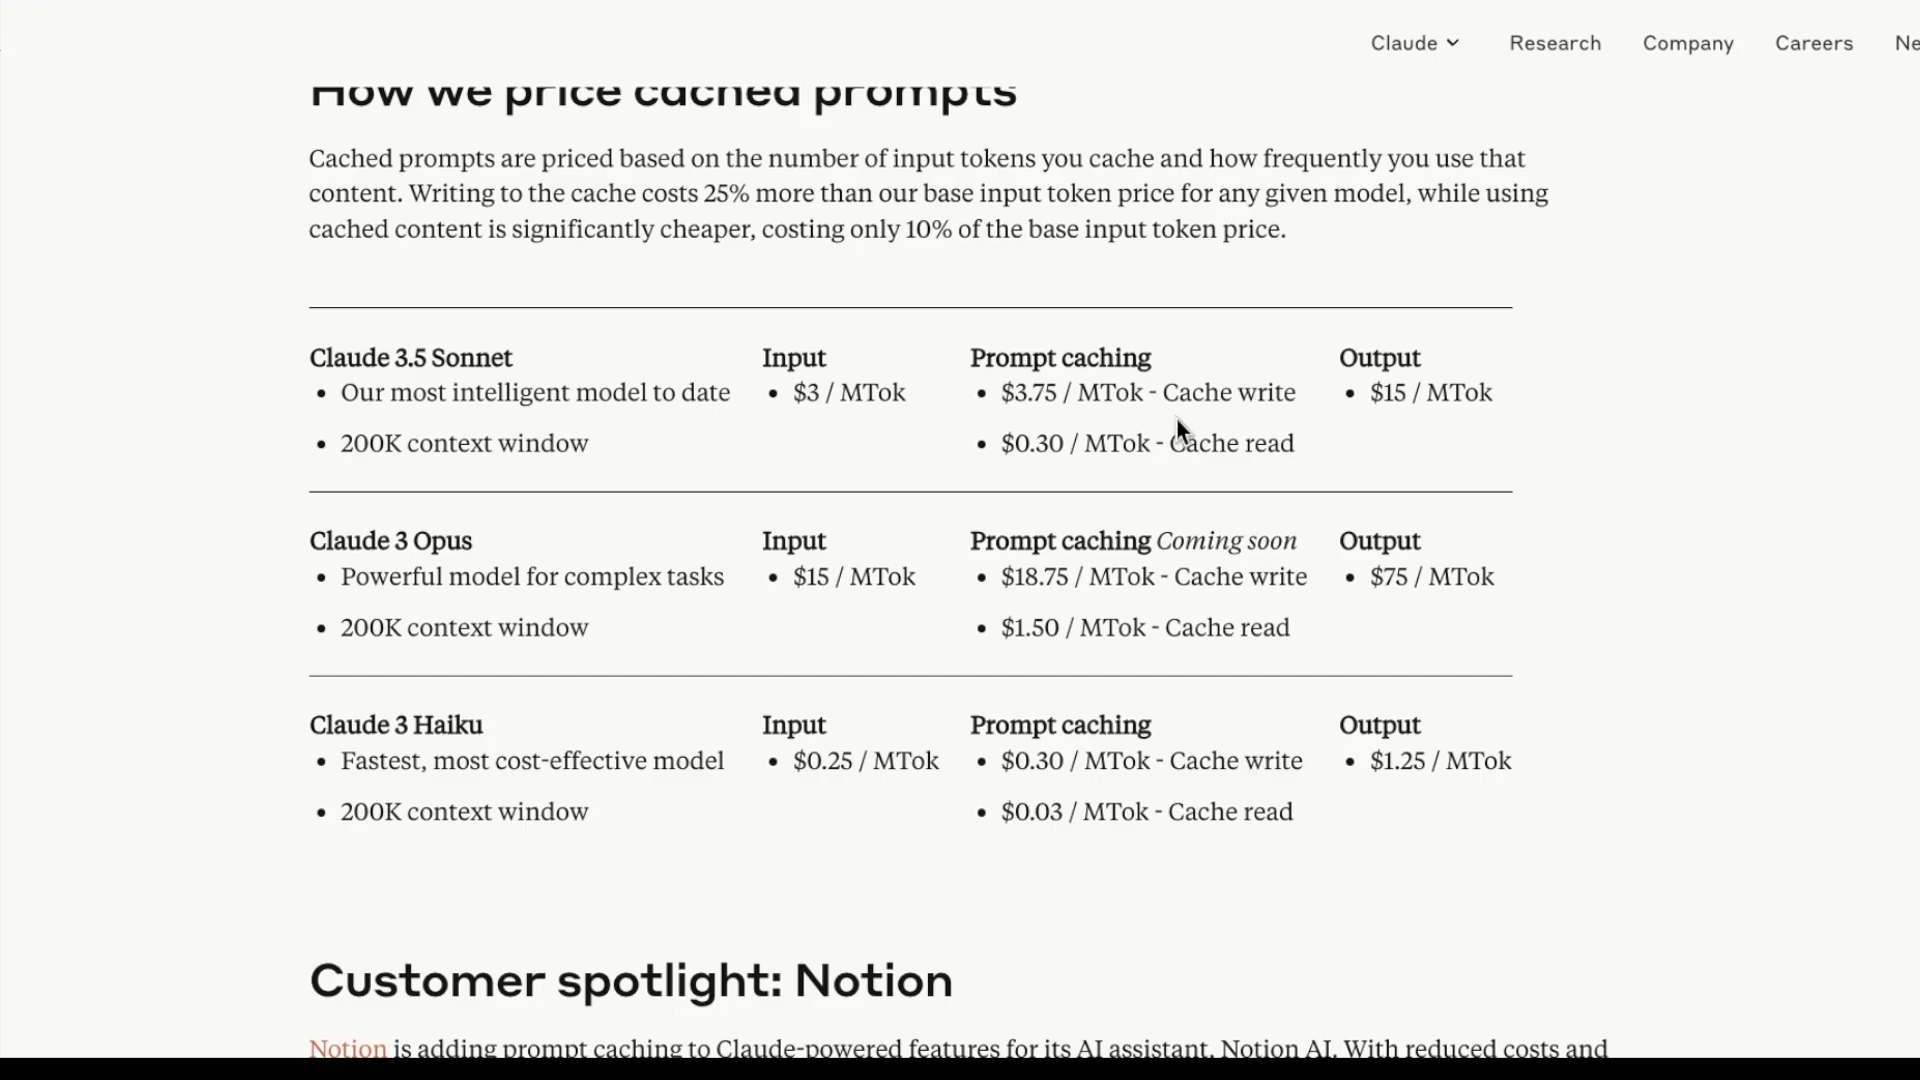 Claude Research Company Careers Ne
How we price cached prompts
Cached prompts are priced based on the number of input tokens you cache and how frequently you use that
content. Writing to the cache costs 25% more than our base input token price for any given model, while using
cached content is significantly cheaper, costing only 10% of the base input token price.
Claude 3.5 Sonnet Input Prompt caching Output
• Our most intelligent model to date • $3 / MTok • $3.75 / MTok - Cache write • $15 / MTok
• 200K context window • $0.30 / MTok - Cache read
Claude 3 Opus Input Prompt caching Coming soon Output
• Powerful model for complex tasks • $15 / MTok • $18.75 / MTok - Cache write • $75 / MTok
• 200K context window • $1.50 / MTok - Cache read
Claude 3 Haiku Input Prompt caching Output
• Fastest, most cost-effective model • $0.25 / MTok • $0.30 / MTok - Cache write • $1.25 / MTok
• 200K context window • $0.03 / MTok - Cache read
Customer spotlight: Notion
Notion is adding prompt caching to Claude-powered features for its AI assistant, Notion AI. With reduced costs and